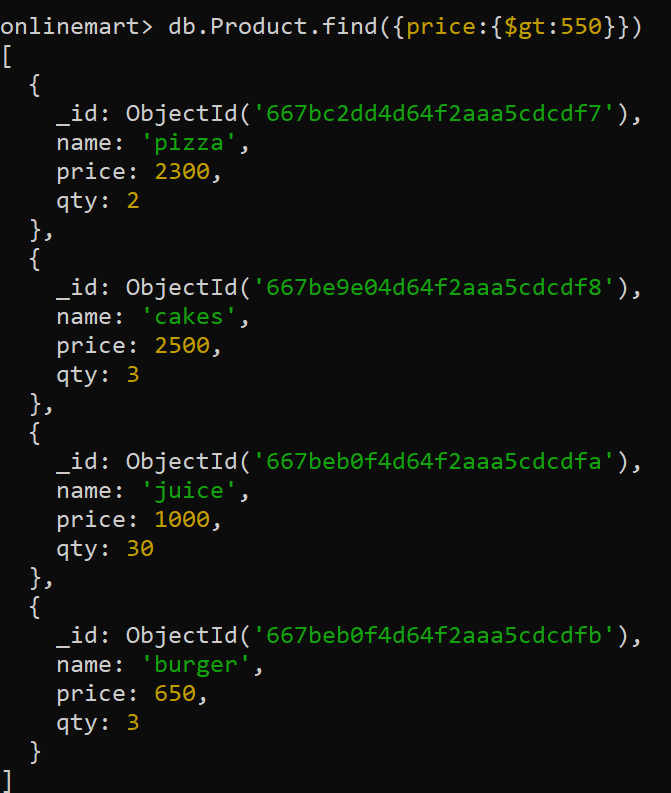 onlinemart> db.Product.find({price:{$gt:550}})
[
  {
    _id: ObjectId('667bc2dd4d64f2aaa5cdcdf7'),
    name: 'pizza',
    price: 2300,
    qty: 2
  },
  {
    _id: ObjectId('667be9e04d64f2aaa5cdcdf8'),
    name: 'cakes',
    price: 2500,
    qty: 3
  },
  {
    _id: ObjectId('667beb0f4d64f2aaa5cdcdfa'),
    name: 'juice',
    price: 1000,
    qty: 30
  },
  {
    _id: ObjectId('667beb0f4d64f2aaa5cdcdfb'),
    name: 'burger',
    price: 650,
    qty: 3
  }
]